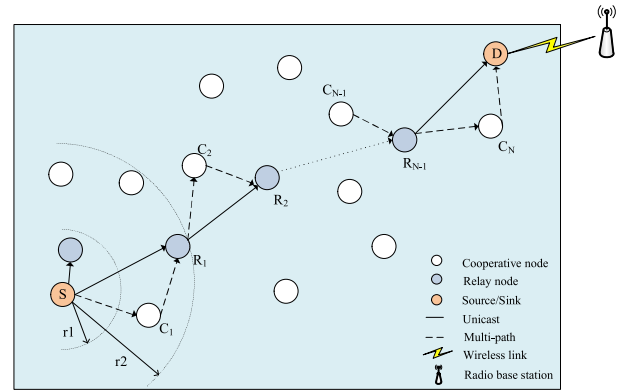 D
C_{N-1}
C_2
R_{N-1}
C_N
R_2
R_1
S
C_1
r1
r2
Cooperative node
Relay node
Source/Sink
Unicast
Multi-path
Wireless link
Radio base station